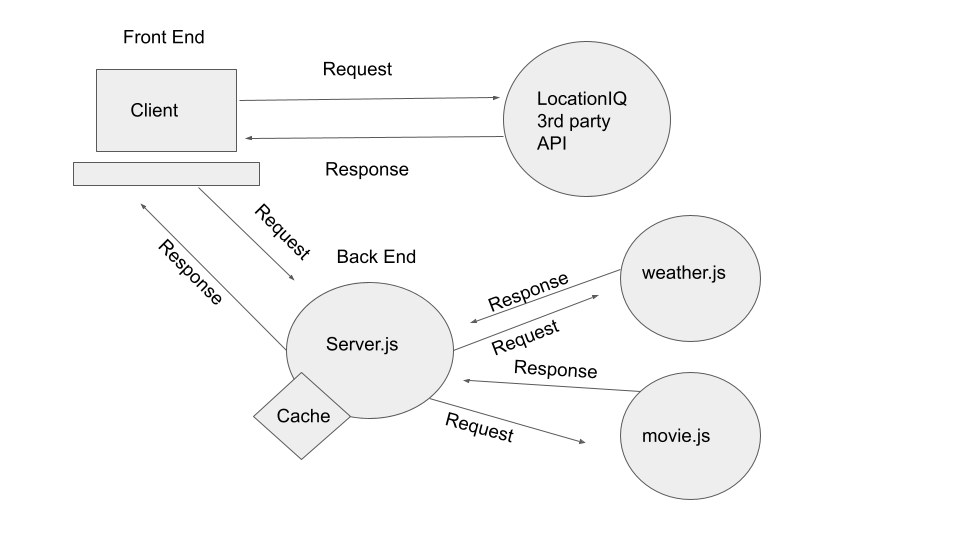 Front End
Request
Client
LocationIQ
3rd party
API
Response
Request
Response
Back End
weather.js
Response
Request
Server.js
Response
Cache
Request
movie.js